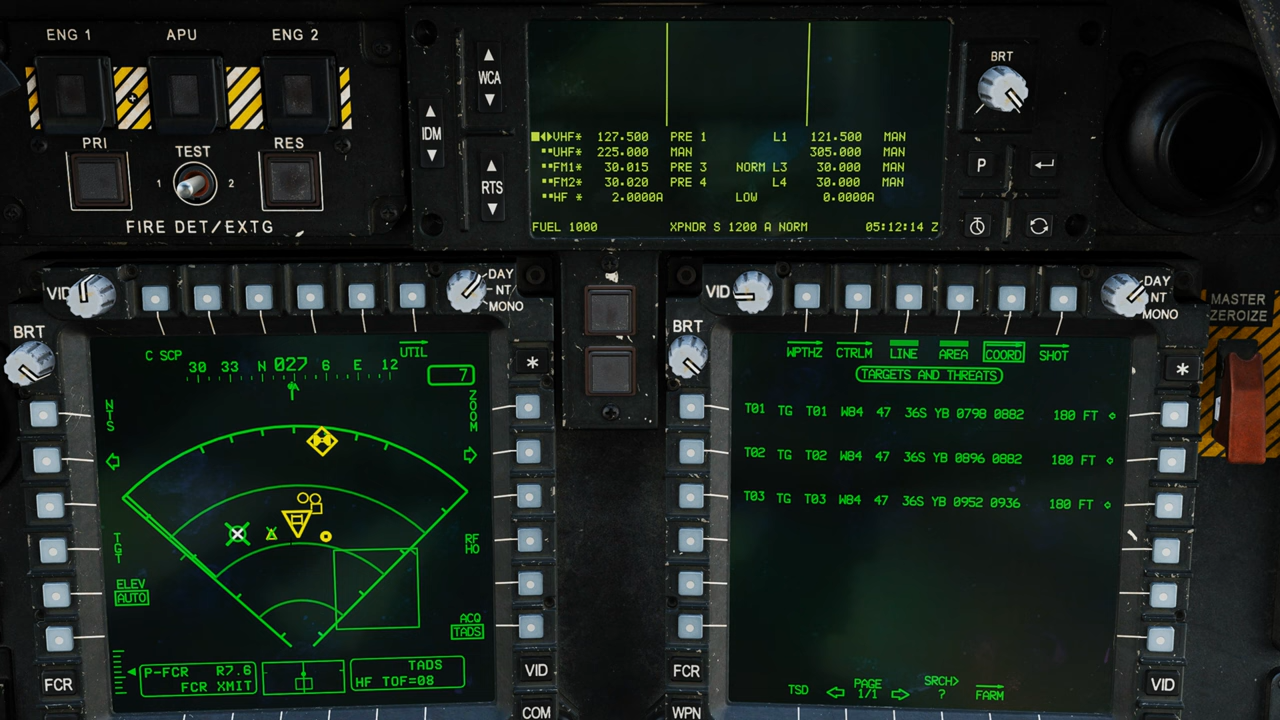 ENG 1 APU ENG 2
PRI TEST RES
1 2
FIRE DET/EXTG
WCA
IDM
RTS
VHF* 127.500 PRE 1 L1 121.500 MAN
UHF* 225.000 MAN 305.000 MAN
FM1* 30.015 PRE 3 NORM L3 30.000 MAN
FM2* 30.020 PRE 4 L4 30.000 MAN
HF * 2.0000A LOW 0.0000A
FUEL 1000 XPNDR S 1200 A NORM 05:12:14 Z
BRT
P
VID
DAY
NT
MONO
BRT
C SCP
UTIL
30 33 N 027 6 E 12
7
NTS
ZOOM
TGT
RF
HO
ELEV
AUTO
ACQ
TADS
P-FCR R7.6
FCR XMIT
TADS
HF TOF=08
*
FCR
VID
COM
VID
DAY
NT
MONO
BRT
WPTHZ CTRLM LINE AREA COORD SHOT
TARGETS AND THREATS
T01 TG T01 W84 47 36S YB 0798 0882 180 FT
T02 TG T02 W84 47 36S YB 0896 0882 180 FT
T03 TG T03 W84 47 36S YB 0952 0936 180 FT
TSD
PAGE
1/1
SRCH>
?
FARM
*
FCR
VID
WPN
MASTER
ZEROIZE